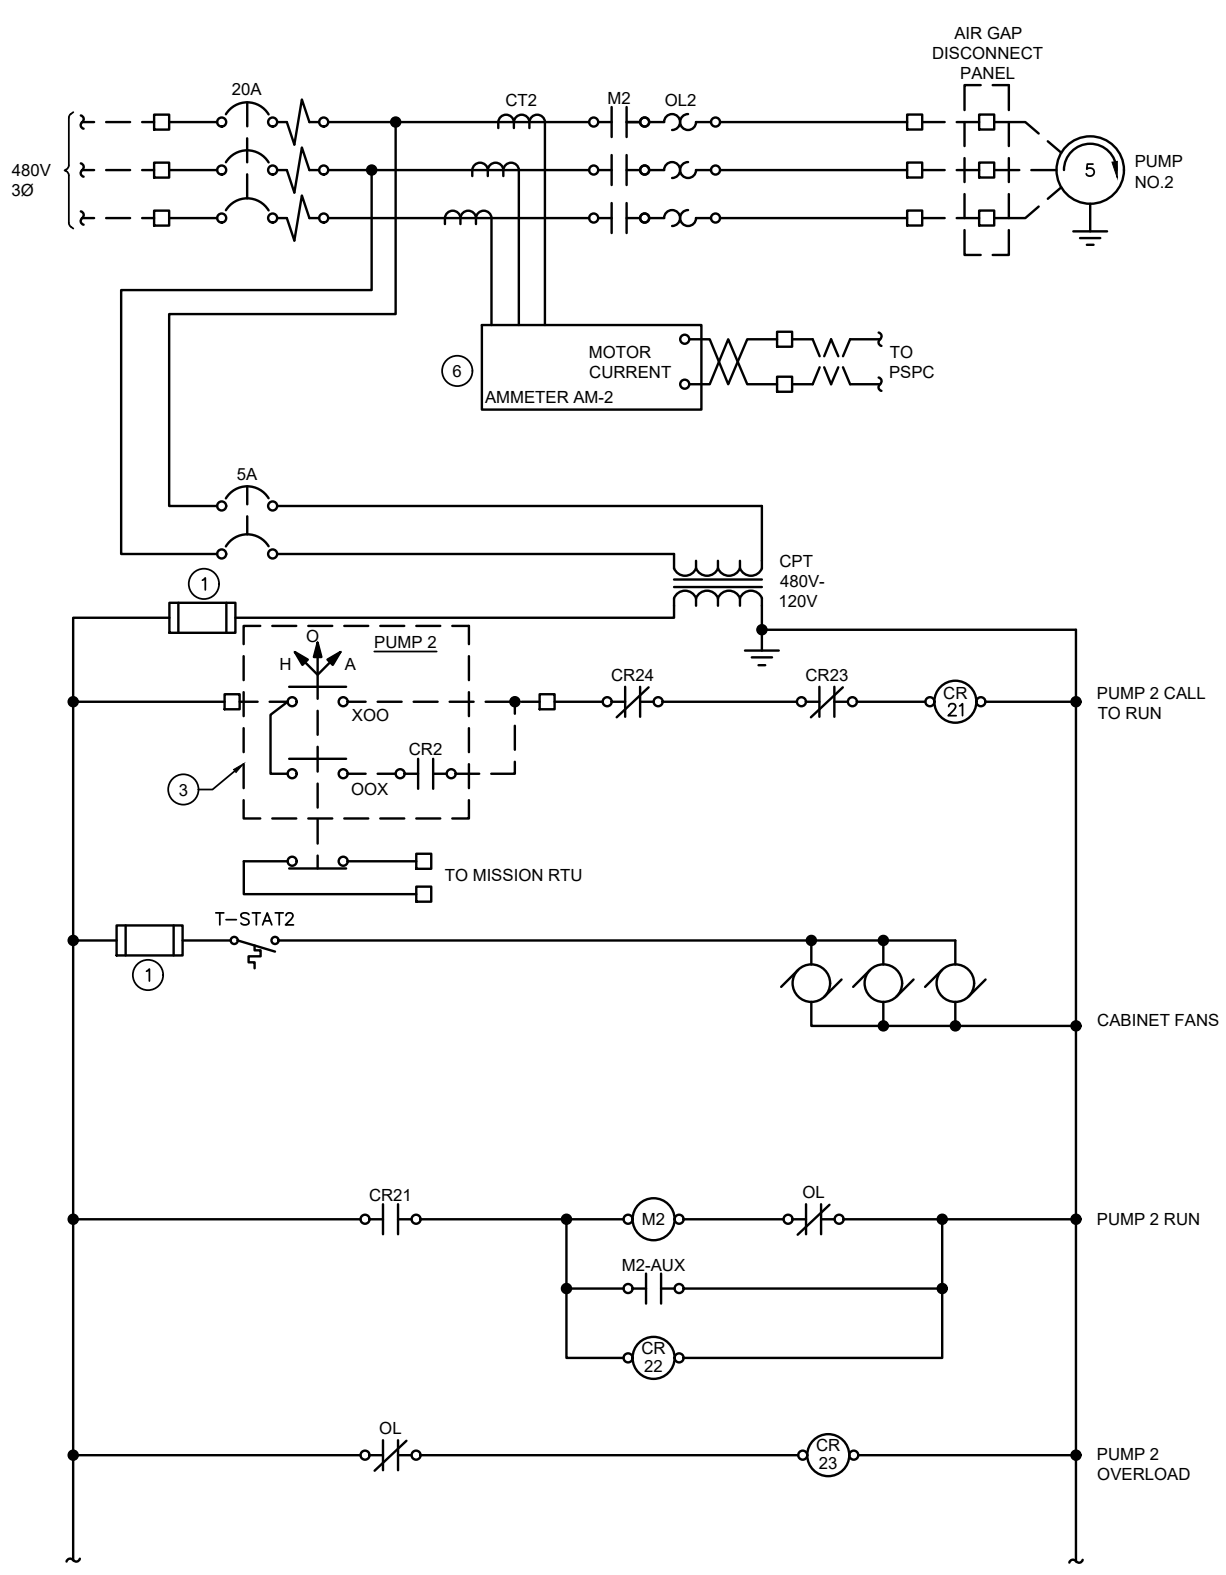 AIR GAP
DISCONNECT
PANEL
20A
CT2
M2
OL2
480V
3Ø
5
PUMP
NO.2
6
MOTOR
CURRENT
AMMETER AM-2
TO
PSPC
5A
CPT
480V-
120V
1
O
H
A
PUMP 2
XOO
CR24
CR23
CR
21
PUMP 2 CALL
TO RUN
CR2
OOX
3
TO MISSION RTU
T-STAT2
1
CABINET FANS
CR21
M2
OL
PUMP 2 RUN
M2-AUX
CR
22
OL
CR
23
PUMP 2
OVERLOAD